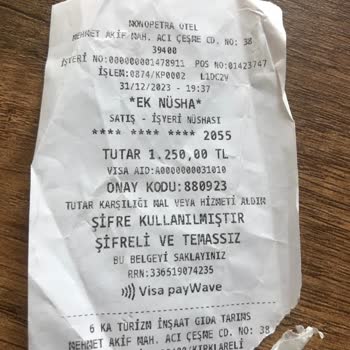 MONOPETRA OTEL
MEHMET AKİF MAH. ACI ÇEŞME CD. NO: 38
39400
İŞYERİ NO:000000001478911 POS NO:01423747
İŞLEM:0874/KP0002 L1DC2V
31/12/2023 - 19:37
*EK NÜSHA*
SATIŞ - İŞYERİ NÜSHASI
**** **** **** 2055
TUTAR 1.250,00 TL
VISA AID:A0000000031010
ONAY KODU:880923
TUTAR KARŞILIĞI MAL VEYA HİZMETİ ALDIM
ŞİFRE KULLANILMIŞTIR
ŞİFRELİ VE TEMASSIZ
BU BELGEYİ SAKLAYINIZ
RRN:336519074235
Visa payWave
6 KA TURİZM İNŞAAT GIDA TARIMS
MEHMET AKİF MAH. ACI ÇEŞME CD. NO: 38
/KIRKLARELİ